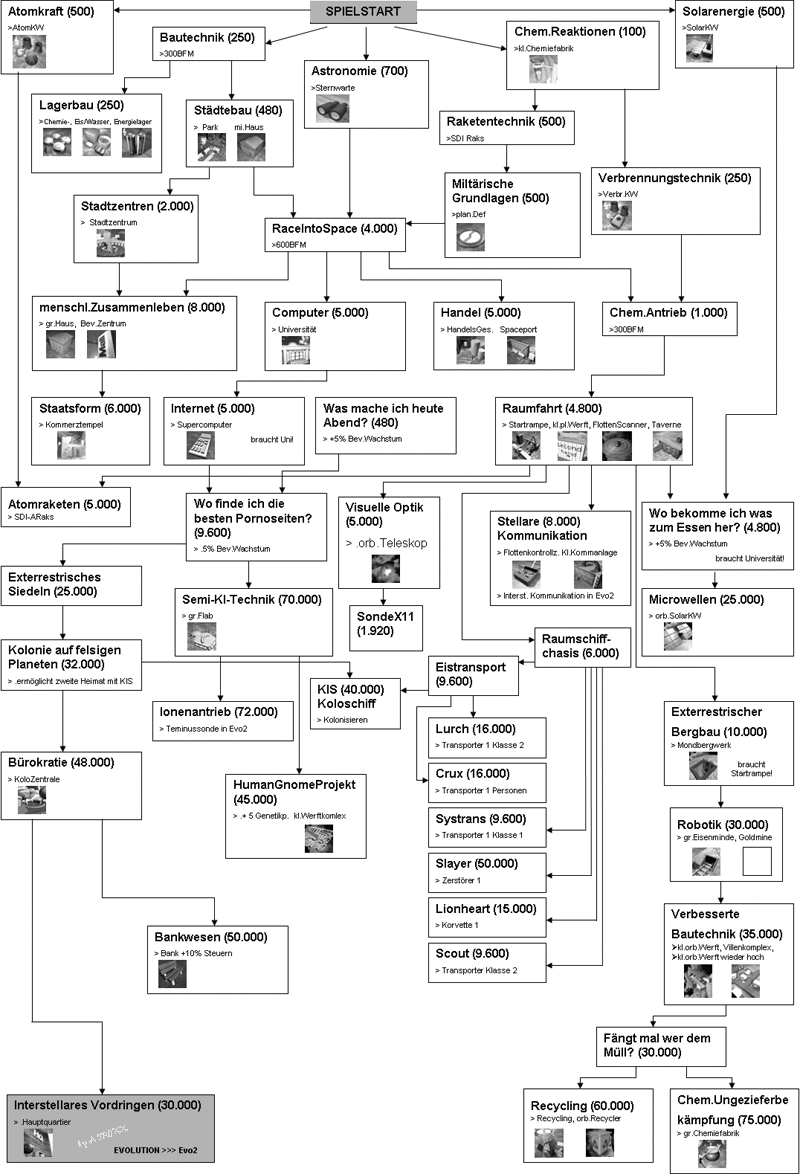 SPIELSTART
Atomkraft (500)
>AtomKW
Bautechnik (250)
>300BFM
Astronomie (700)
>Sternwarte
Chem.Reaktionen (100)
>kl.Chemiefabrik
Solarenergie (500)
>SolarKW
Lagerbau (250)
>Chemie-, Eis/Wasser, Energielager
Städtebau (480)
> Park mi.Haus
Raketentechnik (500)
>SDI Raks
Stadtzentren (2.000)
> Stadtzentrum
Miltärische
Grundlagen (500)
>plan.Def
Verbrennungstechnik (250)
>Verbr.KW
RaceIntoSpace (4.000)
>600BFM
menschl.Zusammenleben (8.000)
> gr.Haus, Bev.Zentrum
Computer (5.000)
> Universität
Handel (5.000)
> HandelsGes. Spaceport
Chem.Antrieb (1.000)
>300BFM
Staatsform (6.000)
> Kommerztempel
Internet (5.000)
> Supercomputer
braucht Uni!
Was mache ich heute
Abend? (480)
> +5% Bev.Wachstum
Raumfahrt (4.800)
> Startrampe, kl.pl.Werft, FlottenScanner, Taverne
Atomraketen (5.000)
> SDI-ARaks
Wo finde ich die
besten Pornoseiten?
(9.600)
> .5% Bev.Wachstum
Visuelle Optik
(5.000)
> .orb.Teleskop
Stellare (8.000)
Kommunikation
> Flottenkontrollz. Kl.Kommanlage
> Interst. Kommunikation in Evo2
Wo bekomme ich was
zum Essen her? (4.800)
> +5% Bev.Wachstum
braucht Universität!
Exterrestrisches
Siedeln (25.000)
Semi-KI-Technik (70.000)
> gr.Flab
SondeX11
(1.920)
Microwellen (25.000)
> orb.SolarKW
Kolonie auf felsigen
Planeten (32.000)
> .ermöglicht zweite Heimat mit KIS
Raumschiff-
chasis (6.000)
Eistransport
(9.600)
KIS (40.000)
Koloschiff
> Kolonisieren
Ionenantrieb (72.000)
> Teminussonde in Evo2
Lurch (16.000)
> Transporter 1 Klasse 2
Exterrestrischer
Bergbau (10.000)
> Mondbergwerk
braucht
Startrampe!
Bürokratie (48.000)
> KoloZentrale
HumanGnomeProjekt
(45.000)
> .+ 5 Genetikp. kl.Werftkomlex
Crux (16.000)
> Transporter 1 Personen
Systrans (9.600)
> Transporter 1 Klasse 1
Robotik (30.000)
> gr.Eisenminde, Goldmine
Slayer (50.000)
> Zerstörer 1
Lionheart (15.000)
> Korvette 1
Verbesserte
Bautechnik (35.000)
➢kl.orb.Werft, Villenkomplex,
➢kl.orb.Werft wieder hoch
Bankwesen (50.000)
> Bank +10% Steuern
Scout (9.600)
> Transporter Klasse 2
Fängt mal wer dem
Müll? (30.000)
Interstellares Vordringen (30.000)
> .Hauptquartier
EVOLUTION >>> Evo2
Recycling (60.000)
> Recycling, orb.Recycler
Chem.Ungezieferbe
kämpfung (75.000)
> gr.Chemiefabrik